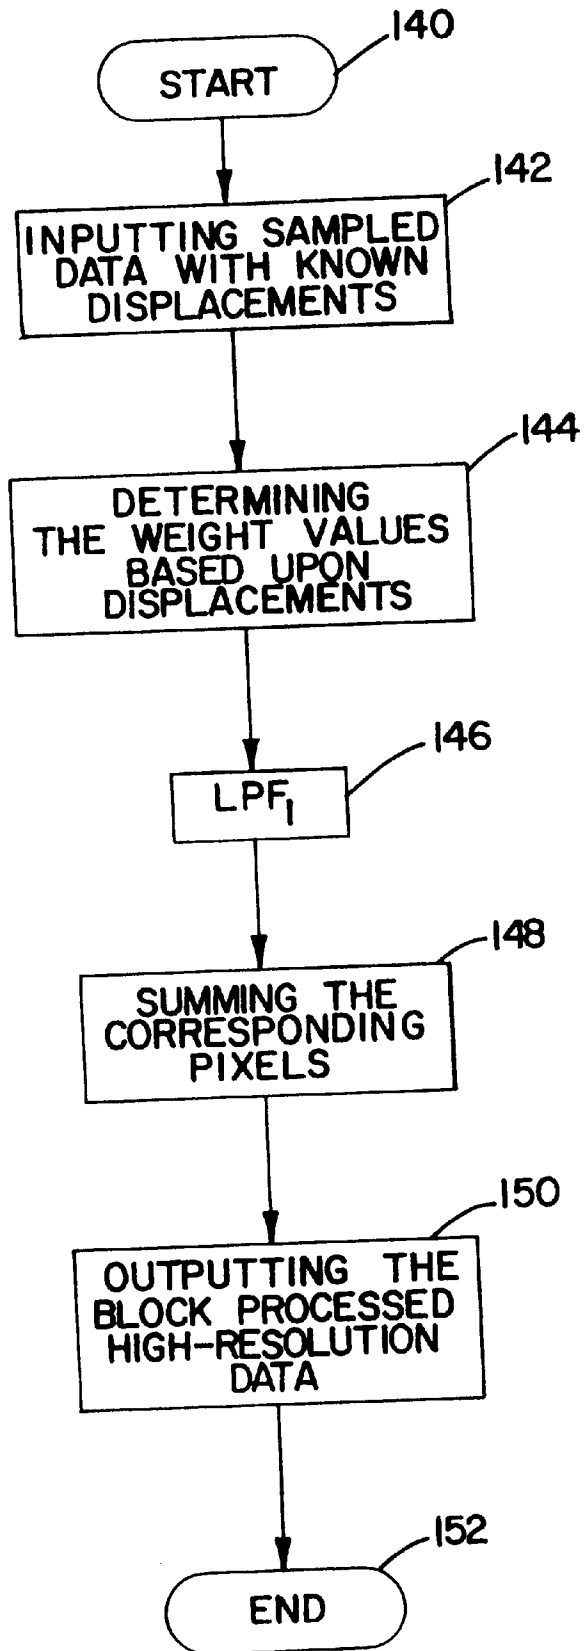 140
START
142
INPUTTING SAMPLED
DATA WITH KNOWN
DISPLACEMENTS
144
DETERMINING
THE WEIGHT VALUES
BASED UPON
DISPLACEMENTS
146
LPF1
148
SUMMING THE
CORRESPONDING
PIXELS
150
OUTPUTTING THE
BLOCK PROCESSED
HIGH-RESOLUTION
DATA
152
END